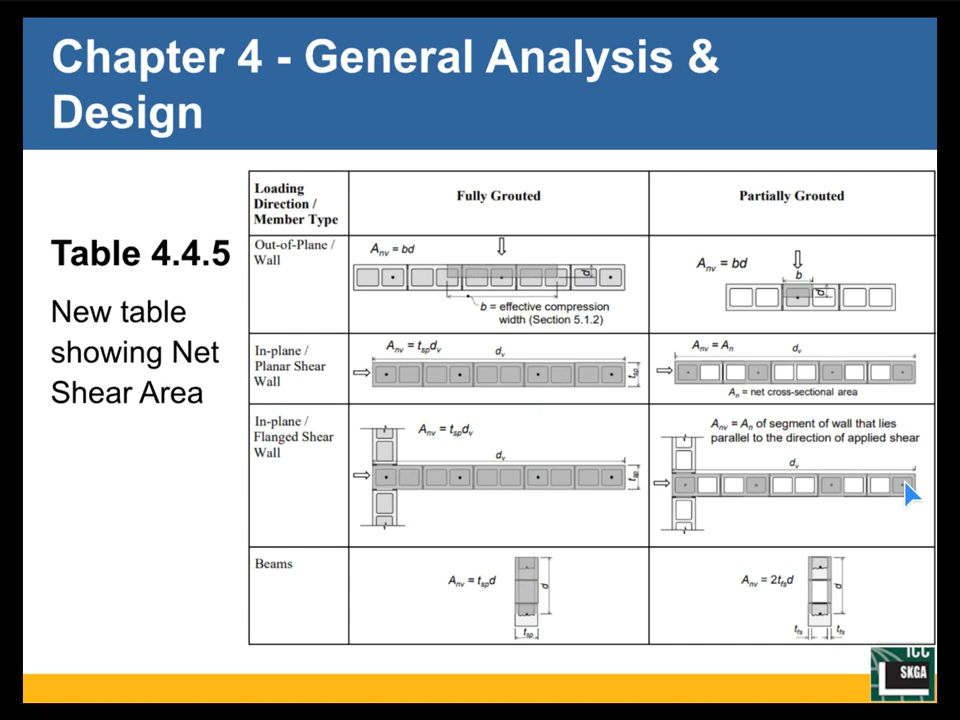 Chapter 4 - General Analysis &
Design
Table 4.4.5
New table
showing Net
Shear Area
Loading
Direction /
Member Type
Fully Grouted
Partially Grouted
Out-of-Plane /
Wall
Anv = bd
d
b = effective compression
width (Section 5.1.2)
Anv = bd
b
d
In-plane /
Planar Shear
Wall
Anv = tspdv
dv
tsp
Anv = An
dv
An = net cross-sectional area
In-plane /
Flanged Shear
Wall
Anv = tspdv
dv
tsp
Anv = An of segment of wall that lies
parallel to the direction of applied shear
dv
Beams
Anv = tspd
d
tsp
Anv = 2tfsd
d
tfs
tfs
ICC
SKGA